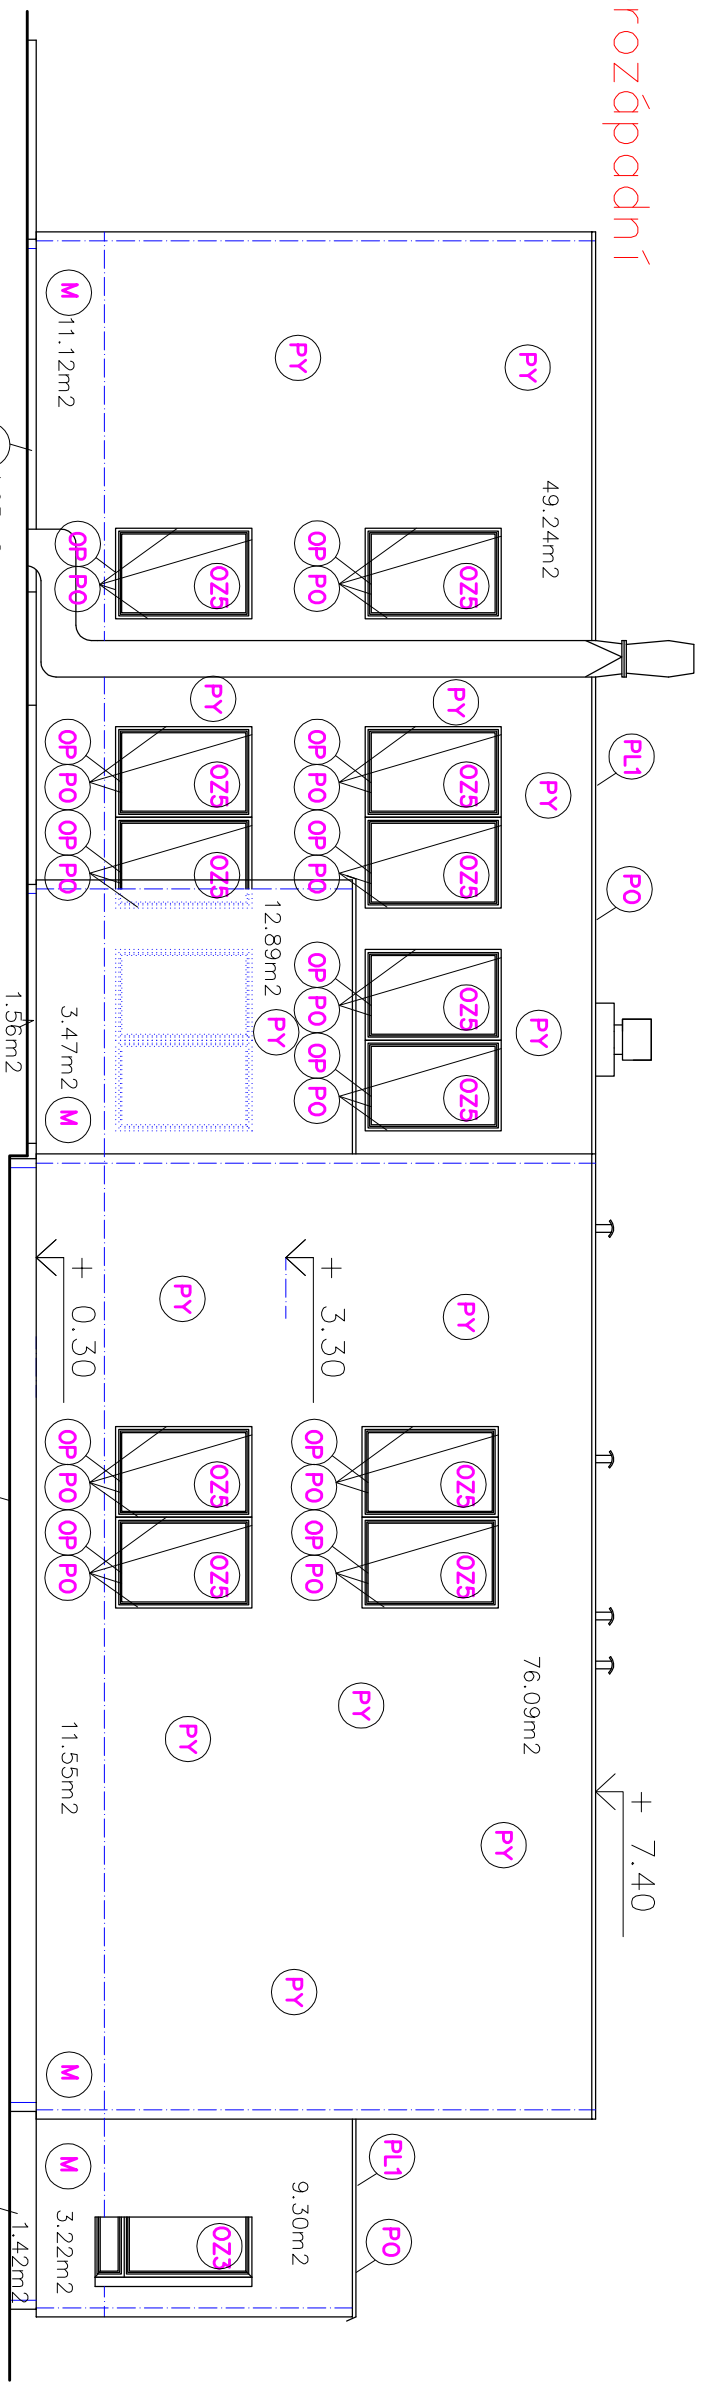 rozápadní
PL1
PO
+ 7.40
49.24m2
PY
PY
PY
PY
76.09m2
PY
OZ5
OZ5
OZ5
OZ5
OZ5
PY
OZ5
OZ5
PY
PL1
PO
PY
OP
PO
OP
PO
OP
PO
OP
PO
OP
PO
+ 3.30
OP
PO
OP
PO
PY
9.30m2
PY
12.89m2
PY
OZ5
OZ5
OZ5
PY
OZ5
OZ5
PY
OZ3
M
11.12m2
OP
PO
OP
PO
OP
PO
3.47m2
M
+ 0.30
OP
PO
OP
PO
11.55m2
M
M
3.22m2
1.56m2
1.42m2